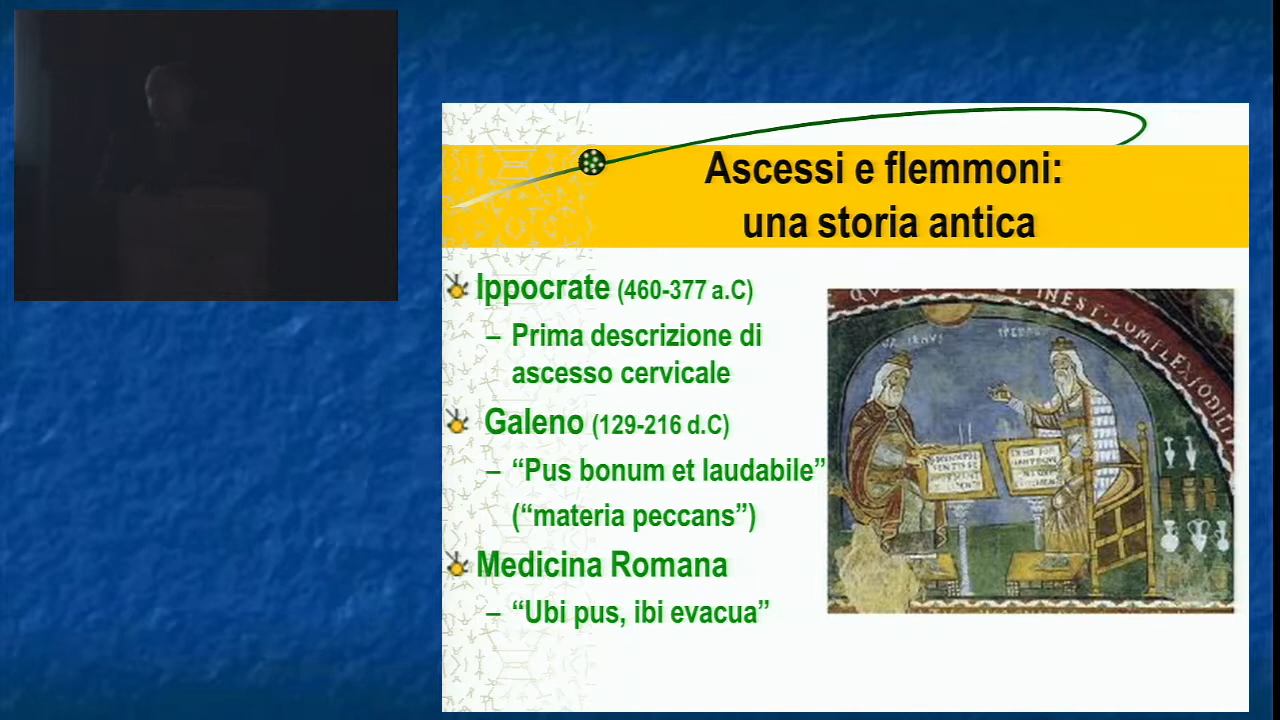 Ascessi e flemmoni:
una storia antica
Ippocrate (460-377 a.C)
– Prima descrizione di
ascesso cervicale
Galeno (129-216 d.C)
– “Pus bonum et laudabile”
(“materia peccans”)
Medicina Romana
– “Ubi pus, ibi evacua”